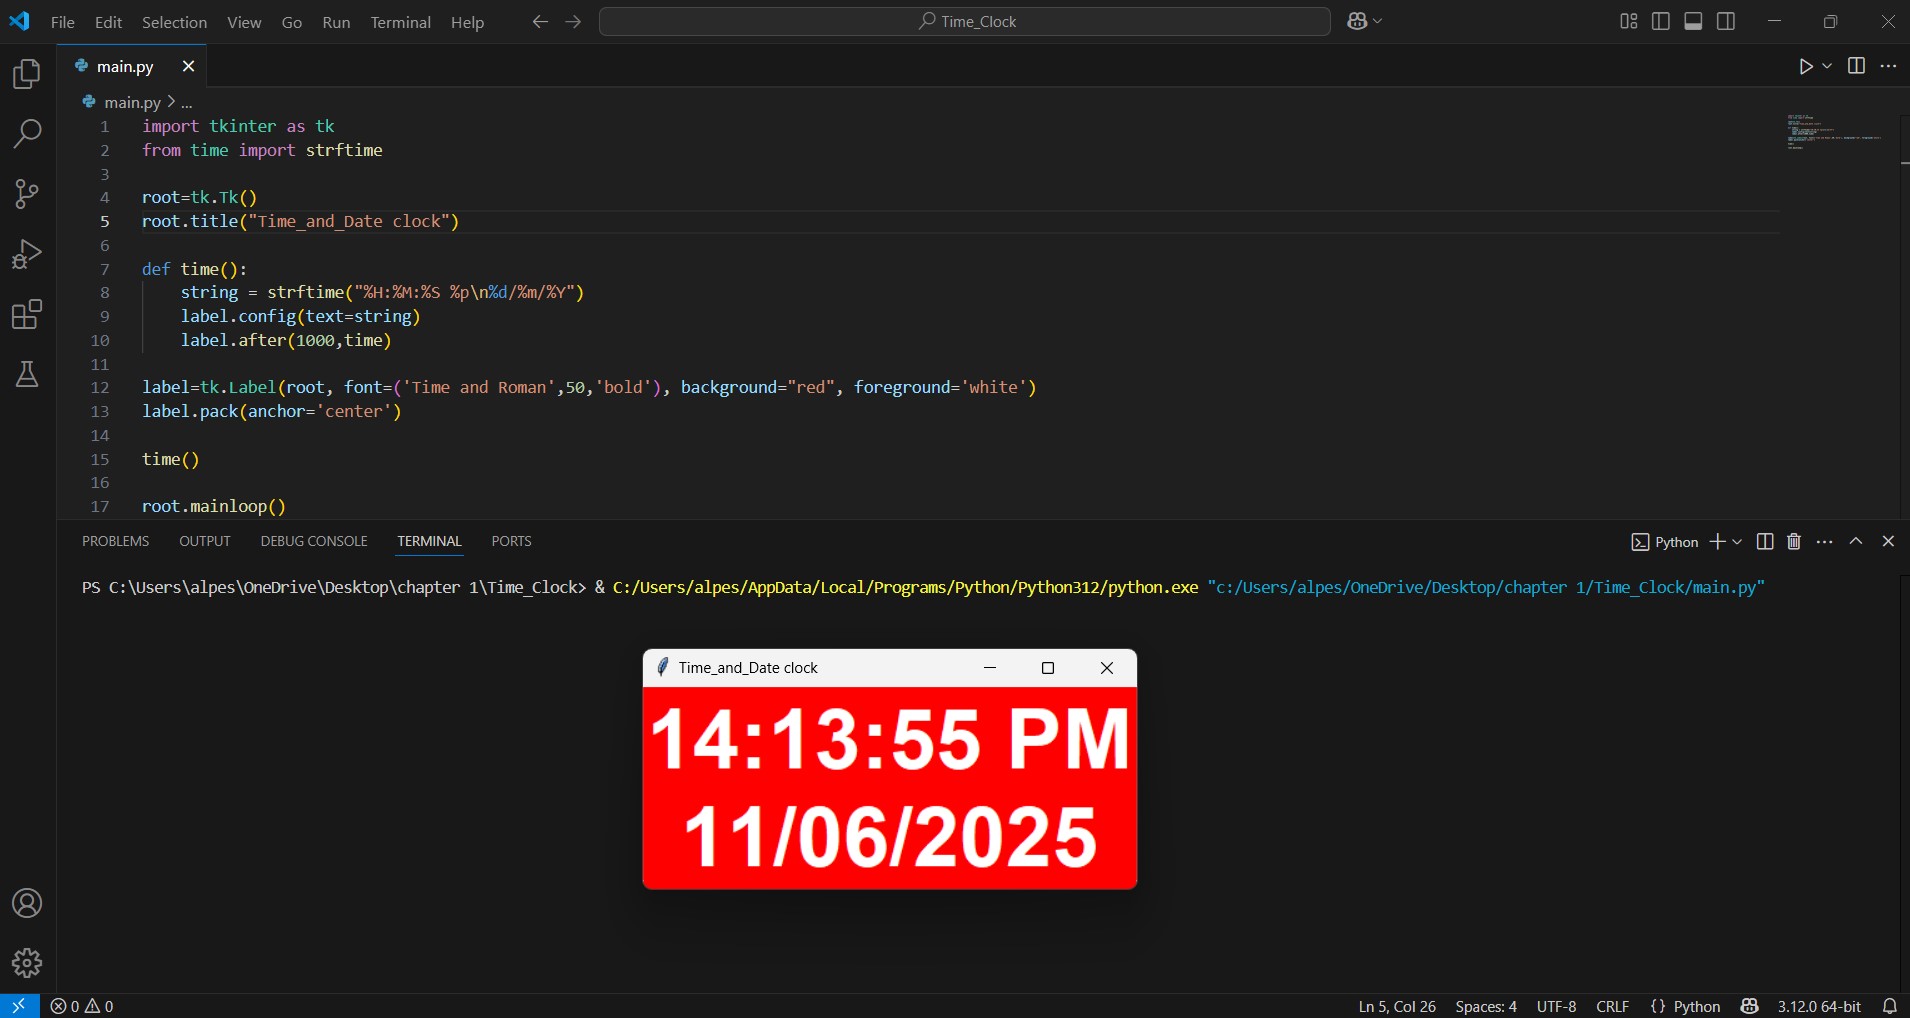 File Edit Selection View Go Run Terminal Help Time_Clock
main.py
main.py > ...
1 import tkinter as tk
2 from time import strftime
3
4 root=tk.Tk()
5 root.title("Time_and_Date clock")
6
7 def time():
8     string = strftime("%H:%M:%S %p\n%d/%m/%Y")
9     label.config(text=string)
10     label.after(1000,time)
11
12 label=tk.Label(root, font=('Time and Roman',50,'bold'), background="red", foreground='white')
13 label.pack(anchor='center')
14
15 time()
16
17 root.mainloop()
PROBLEMS OUTPUT DEBUG CONSOLE TERMINAL PORTS Python
PS C:\Users\alpes\OneDrive\Desktop\chapter 1\Time_Clock> & C:/Users/alpes/AppData/Local/Programs/Python/Python312/python.exe "c:/Users/alpes/OneDrive/Desktop/chapter 1/Time_Clock/main.py"
Time_and_Date clock
14:13:55 PM
11/06/2025
0 0 Ln 5, Col 26 Spaces: 4 UTF-8 CRLF {} Python 3.12.0 64-bit